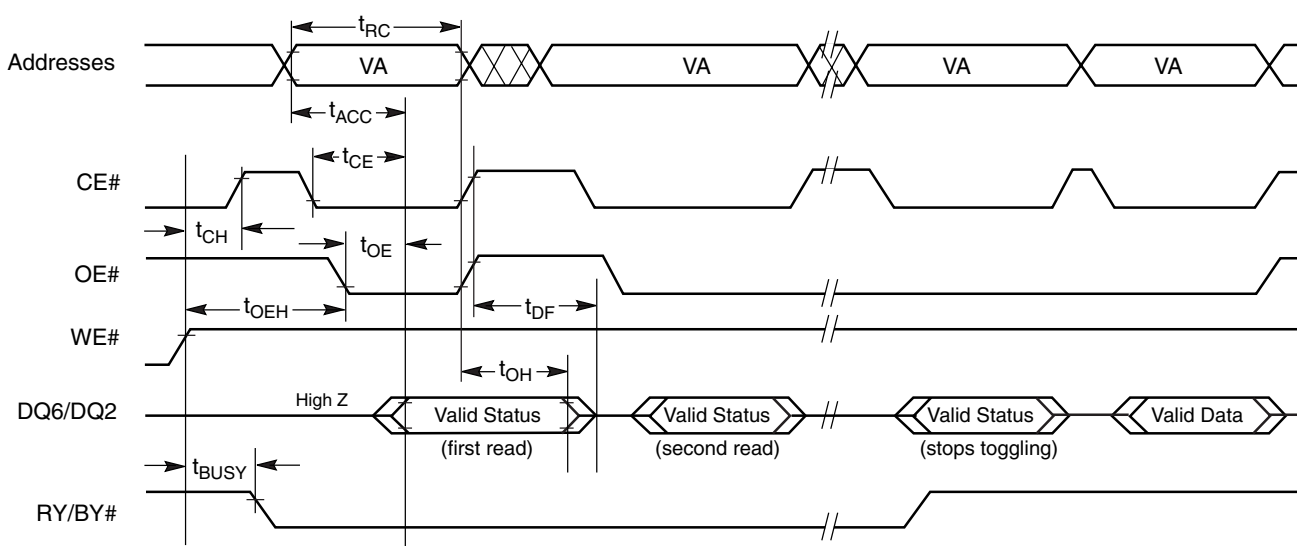 tRC
Addresses VA VA VA VA
tACC
tCE
CE#
tCH tOE
OE#
tOEH tDF
WE#
tOH
DQ6/DQ2 High Z Valid Status Valid Status Valid Status Valid Data
(first read) (second read) (stops toggling)
tBUSY
RY/BY#